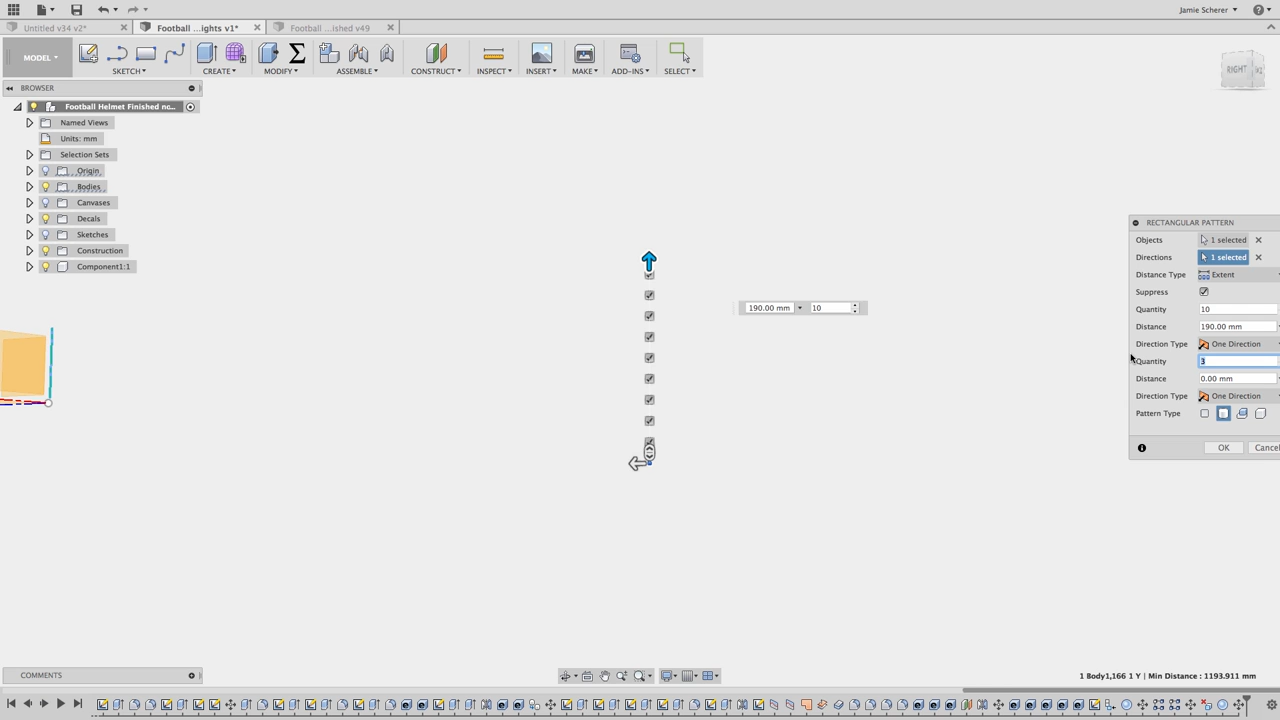 Jamie Scherer
Untitled v34 v2*
Football ...ights v1*
Football ...ished v49
MODEL
SKETCH
CREATE
MODIFY
ASSEMBLE
CONSTRUCT
INSPECT
INSERT
MAKE
ADD-INS
SELECT
RIGHT
BROWSER
Football Helmet Finished no...
Named Views
Units: mm
Selection Sets
Origin
Bodies
Canvases
Decals
Sketches
Construction
Component1:1
190.00 mm 10
RECTANGULAR PATTERN
Objects 1 selected
Directions 1 selected
Distance Type Extent
Suppress
Quantity 10
Distance 190.00 mm
Direction Type One Direction
Quantity 3
Distance 0.00 mm
Direction Type One Direction
Pattern Type
OK Cancel
COMMENTS
1 Body1,166 1 Y | Min Distance : 1193.911 mm